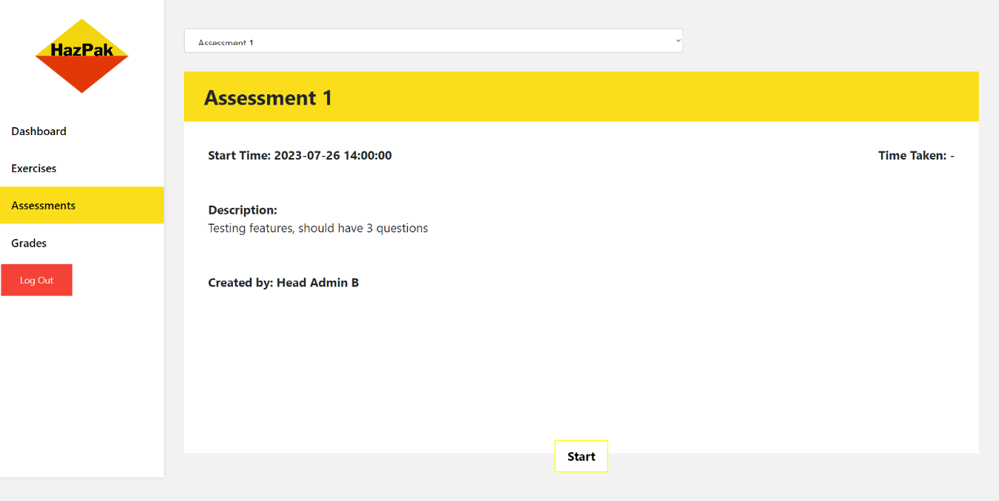 HazPak
Dashboard
Exercises
Assessments
Grades
Log Out
Assessment 1
Assessment 1
Start Time: 2023-07-26 14:00:00
Time Taken: -
Description:
Testing features, should have 3 questions
Created by: Head Admin B
Start